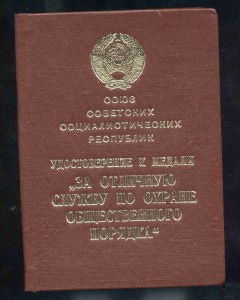 СОЮЗ
СОВЕТСКИХ
СОЦИАЛИСТИЧЕСКИХ
РЕСПУБЛИК
УДОСТОВЕРЕНИЕ К МЕДАЛИ
„ЗА ОТЛИЧНУЮ
СЛУЖБУ ПО ОХРАНЕ
ОБЩЕСТВЕННОГО
ПОРЯДКА“